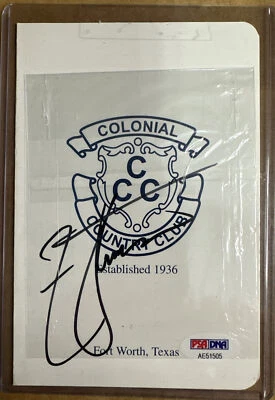 COLONIAL
C
C C C
COUNTRY CLUB
Established 1936
Fort Worth, Texas
PSA DNA
AE51505